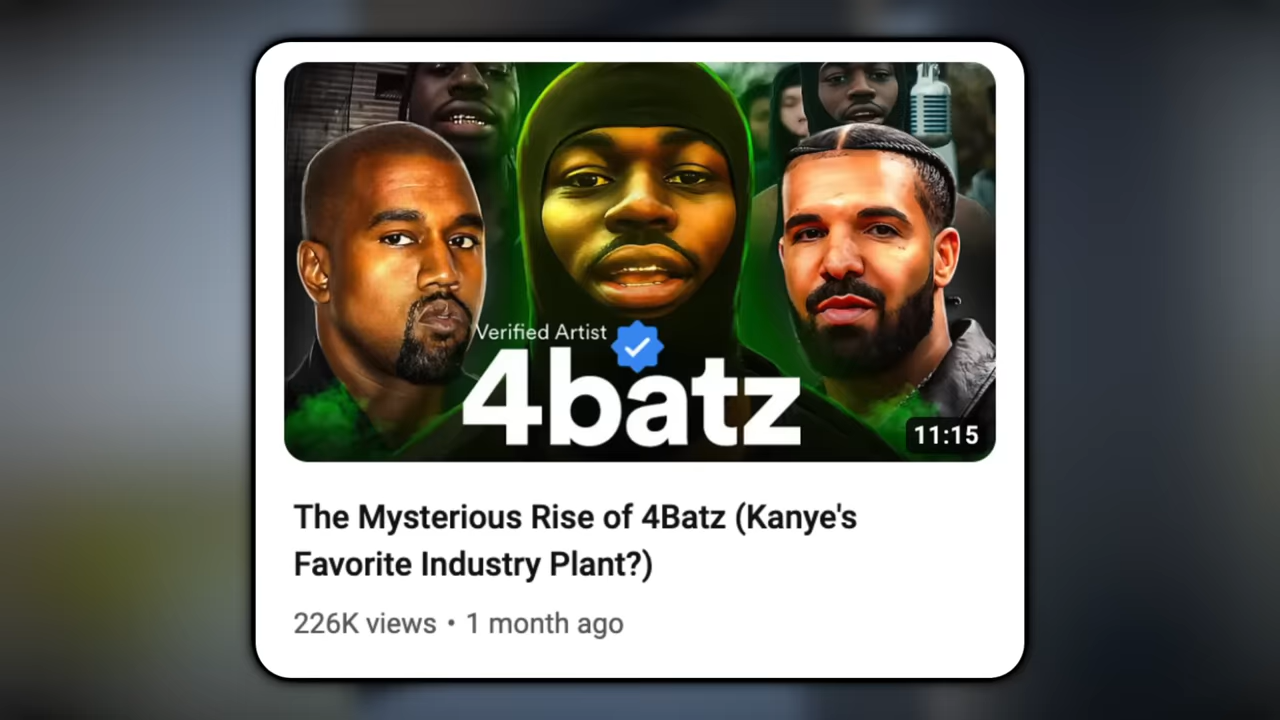 Verified Artist
4batz
11:15
The Mysterious Rise of 4Batz (Kanye's
Favorite Industry Plant?)
226K views • 1 month ago